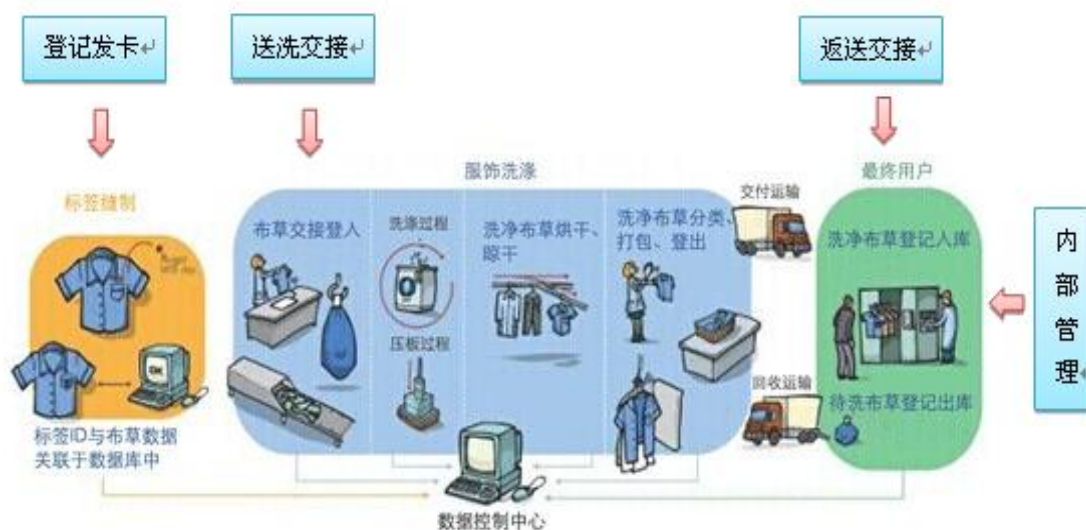 登记发卡
送洗交接
返送交接
服饰洗涤
最终用户
标签缝制
布草交接登入
洗涤过程
洗净布草烘干、
晾干
洗净布草分类、
打包、登出
交付运输
洗净布草登记入库
内
部
管
理
压板过程
回收运输
待洗布草登记出库
OK
标签ID与布草数据
关联于数据库中
数据控制中心